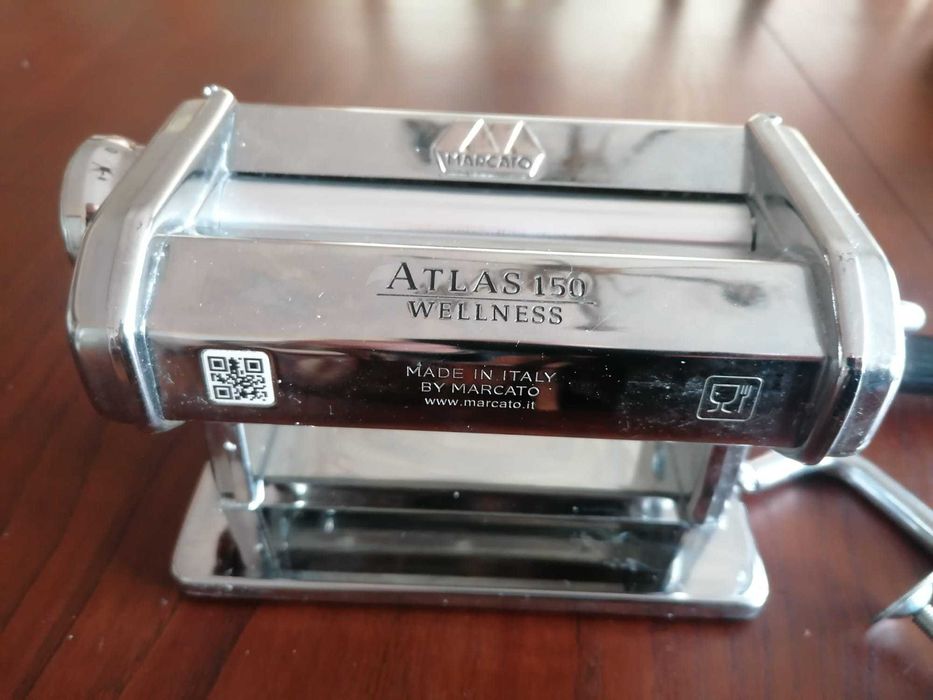 MARCATO
ATLAS 150
WELLNESS
MADE IN ITALY
BY MARCATO
www.marcato.it